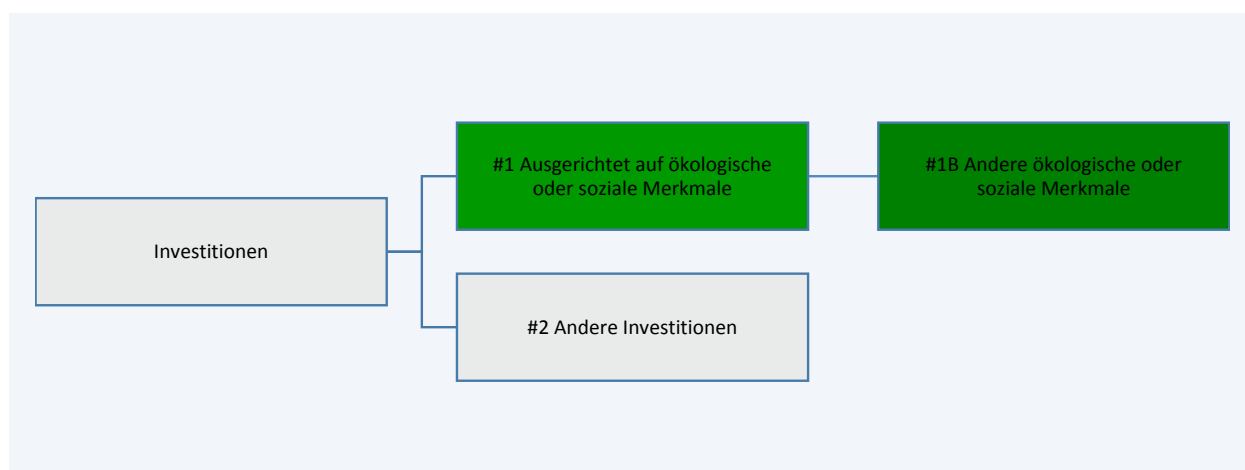 #1 Ausgerichtet auf ökologische
oder soziale Merkmale
#1B Andere ökologische oder
soziale Merkmale
Investitionen
#2 Andere Investitionen